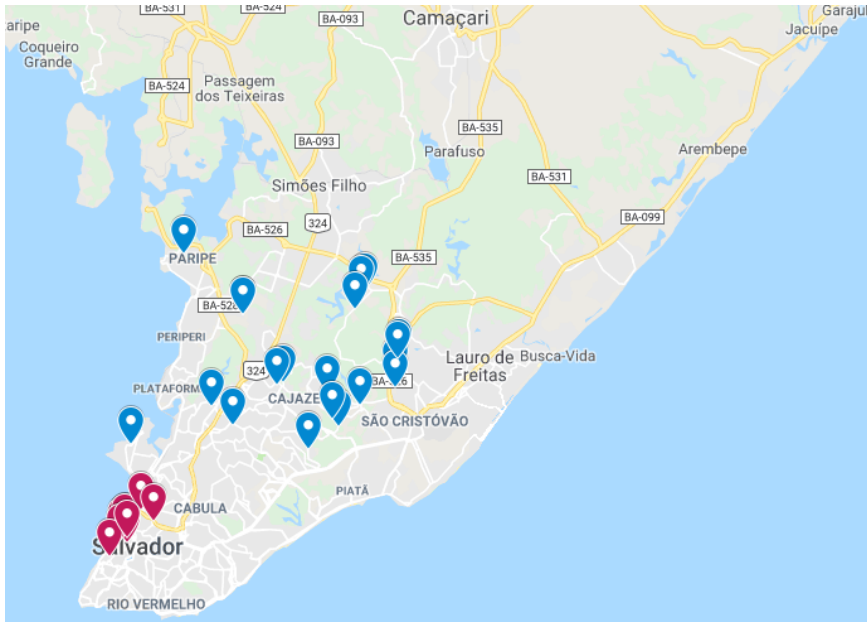 BA-531
BA-524
BA-093
Camaçari
Garajul
aripe
Coqueiro
Grande
Jacuípe
BA-524
Passagem
dos Teixeiras
BA-535
BA-093
Parafuso
Arembepe
Simões Filho
BA-531
324
BA-099
BA-526
PARIPE
BA-535
BA-528
PERIPERI
Lauro de
Freitas
Busca-Vida
324
PLATAFORM
CAJAZE
SÃO CRISTÓVÃO
PIATÃ
CABULA
Salvador
RIO VERMELHO